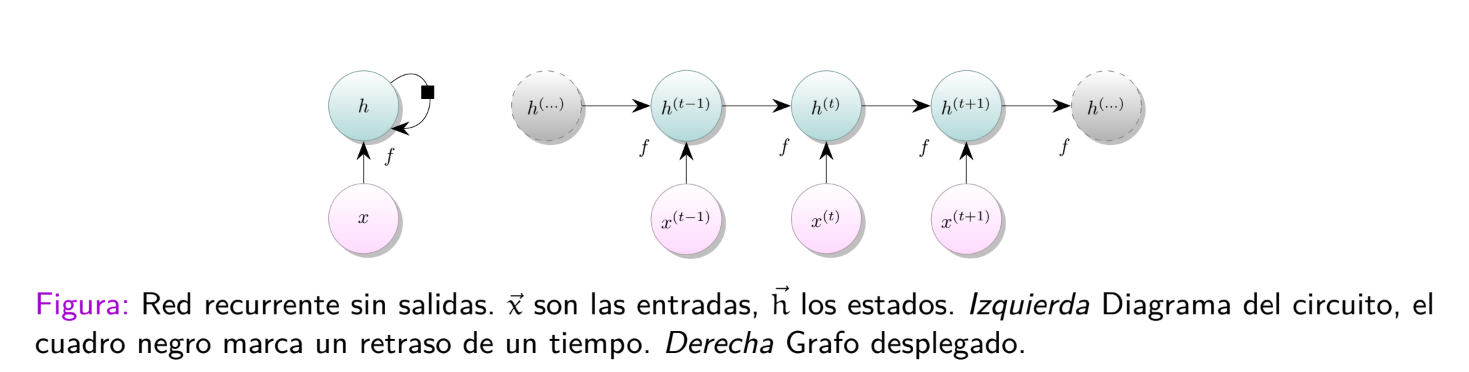 h h^(...) h^(t−1) h^(t) h^(t+1) h^(...)
f f f f f
x x^(t−1) x^(t) x^(t+1)
Figura: Red recurrente sin salidas. x⃗ son las entradas, h⃗ los estados. Izquierda Diagrama del circuito, el
cuadro negro marca un retraso de un tiempo. Derecha Grafo desplegado.